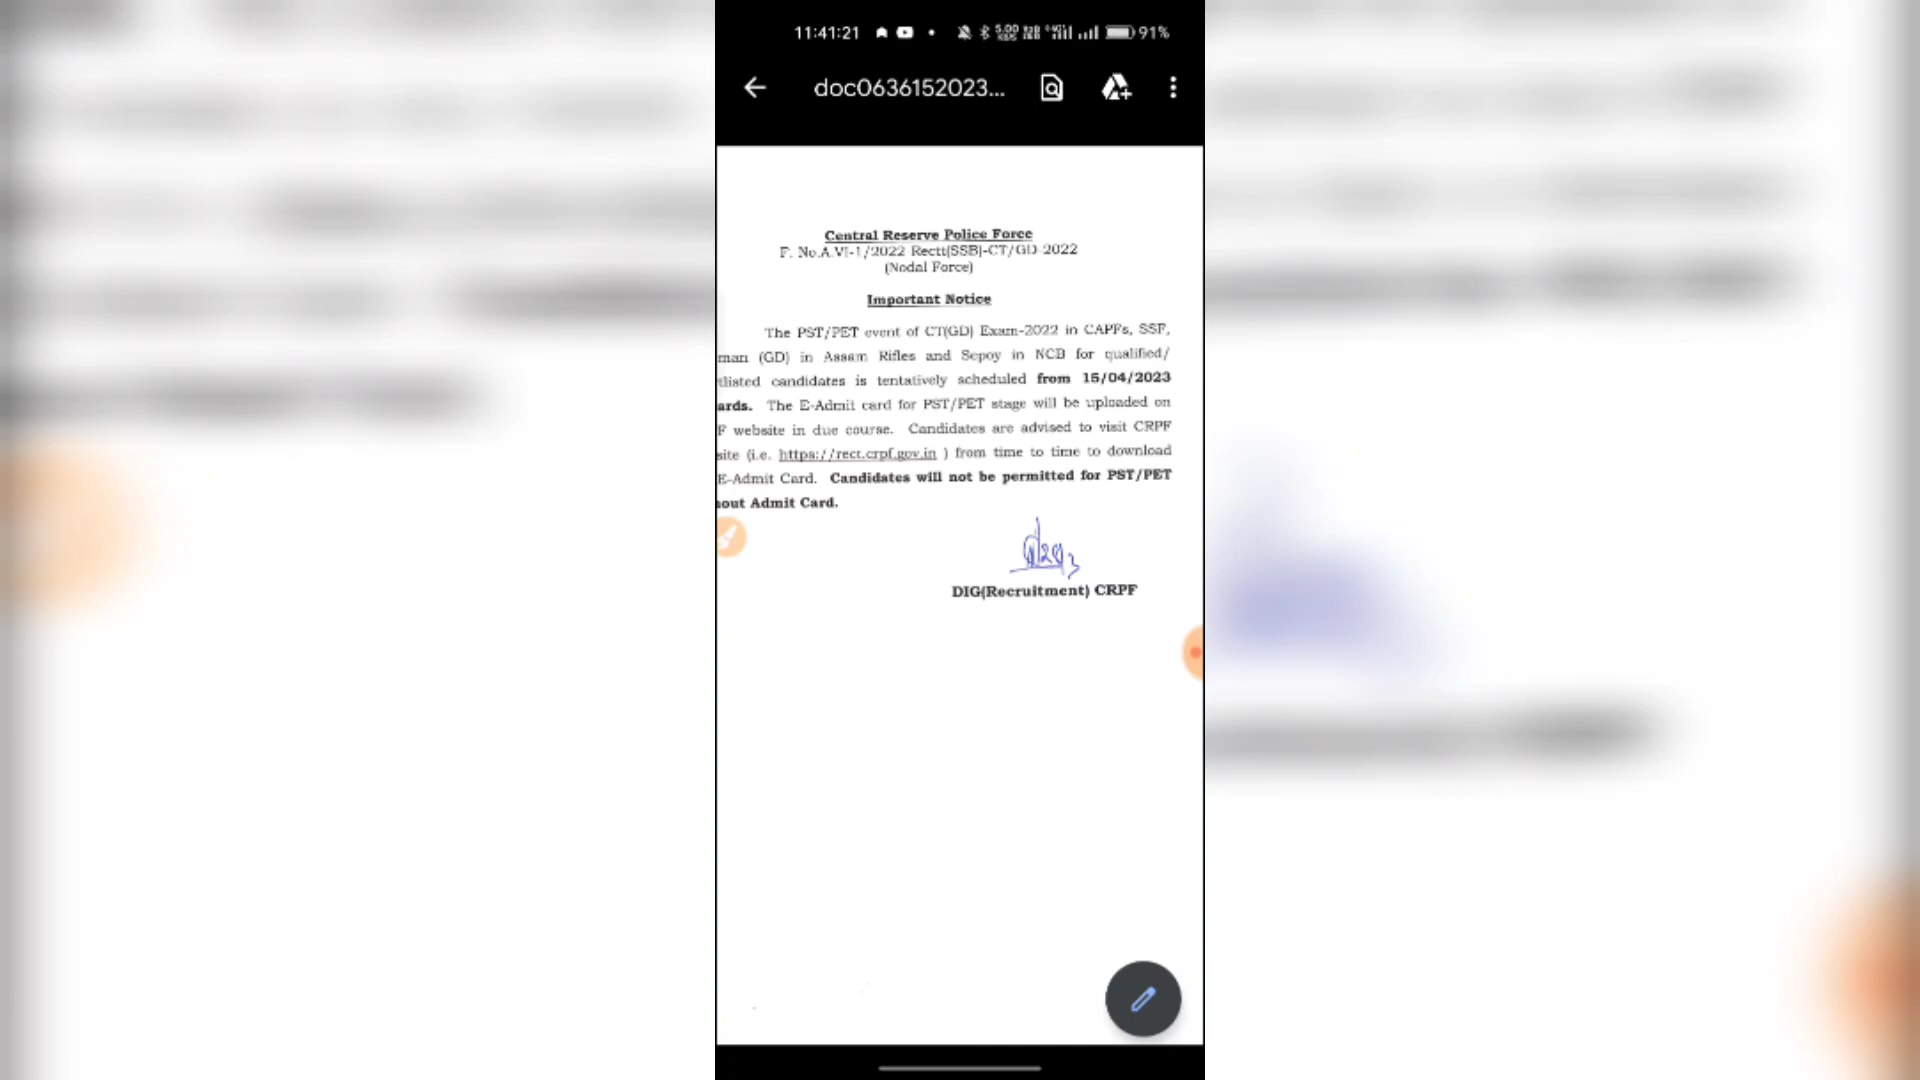 11:41:21
91%
doc0636152023...
Central Reserve Police Force
F. No.A.VI-1/2022 Rectt(SSB)-CT/GD-2022
(Nodal Force)
Important Notice
The PST/PET event of CT(GD) Exam-2022 in CAPFs, SSF,
man (GD) in Assam Rifles and Sepoy in NCB for qualified/
tlisted candidates is tentatively scheduled from 15/04/2023
ards. The E-Admit card for PST/PET stage will be uploaded on
F website in due course. Candidates are advised to visit CRPF
site (i.e. https://rect.crpf.gov.in ) from time to time to download
E-Admit Card. Candidates will not be permitted for PST/PET
out Admit Card.
DIG(Recruitment) CRPF